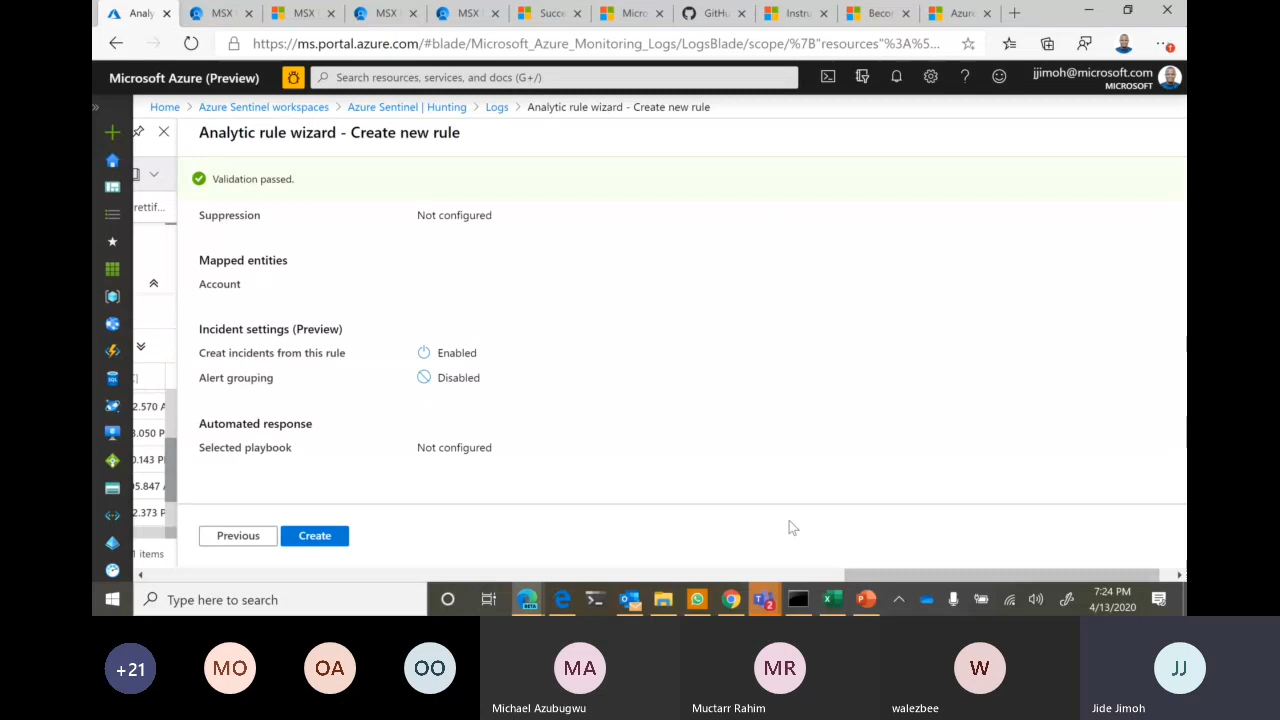 Analy
MSX
MSX
MSX
MSX
Succe
Micro
GitHu
Instru
Becor
Azure
https://ms.portal.azure.com/#blade/Microsoft_Azure_Monitoring_Logs/LogsBlade/scope/%7B"resources"%3A%5...
Microsoft Azure (Preview)
Search resources, services, and docs (G+/)
jjimoh@microsoft.com
MICROSOFT
Home > Azure Sentinel workspaces > Azure Sentinel | Hunting > Logs > Analytic rule wizard - Create new rule
Analytic rule wizard - Create new rule
Validation passed.
rettif...
Suppression Not configured
Mapped entities
Account
Incident settings (Preview)
Creat incidents from this rule Enabled
Alert grouping Disabled
2.570 A
Automated response
3.050 P
Selected playbook Not configured
0.143 P
05.847
2.373 P
Previous Create
items
Type here to search
7:24 PM
4/13/2020
+21 MO OA OO MA MR W JJ
Michael Azubugwu Muctarr Rahim walezbee Jide Jimoh